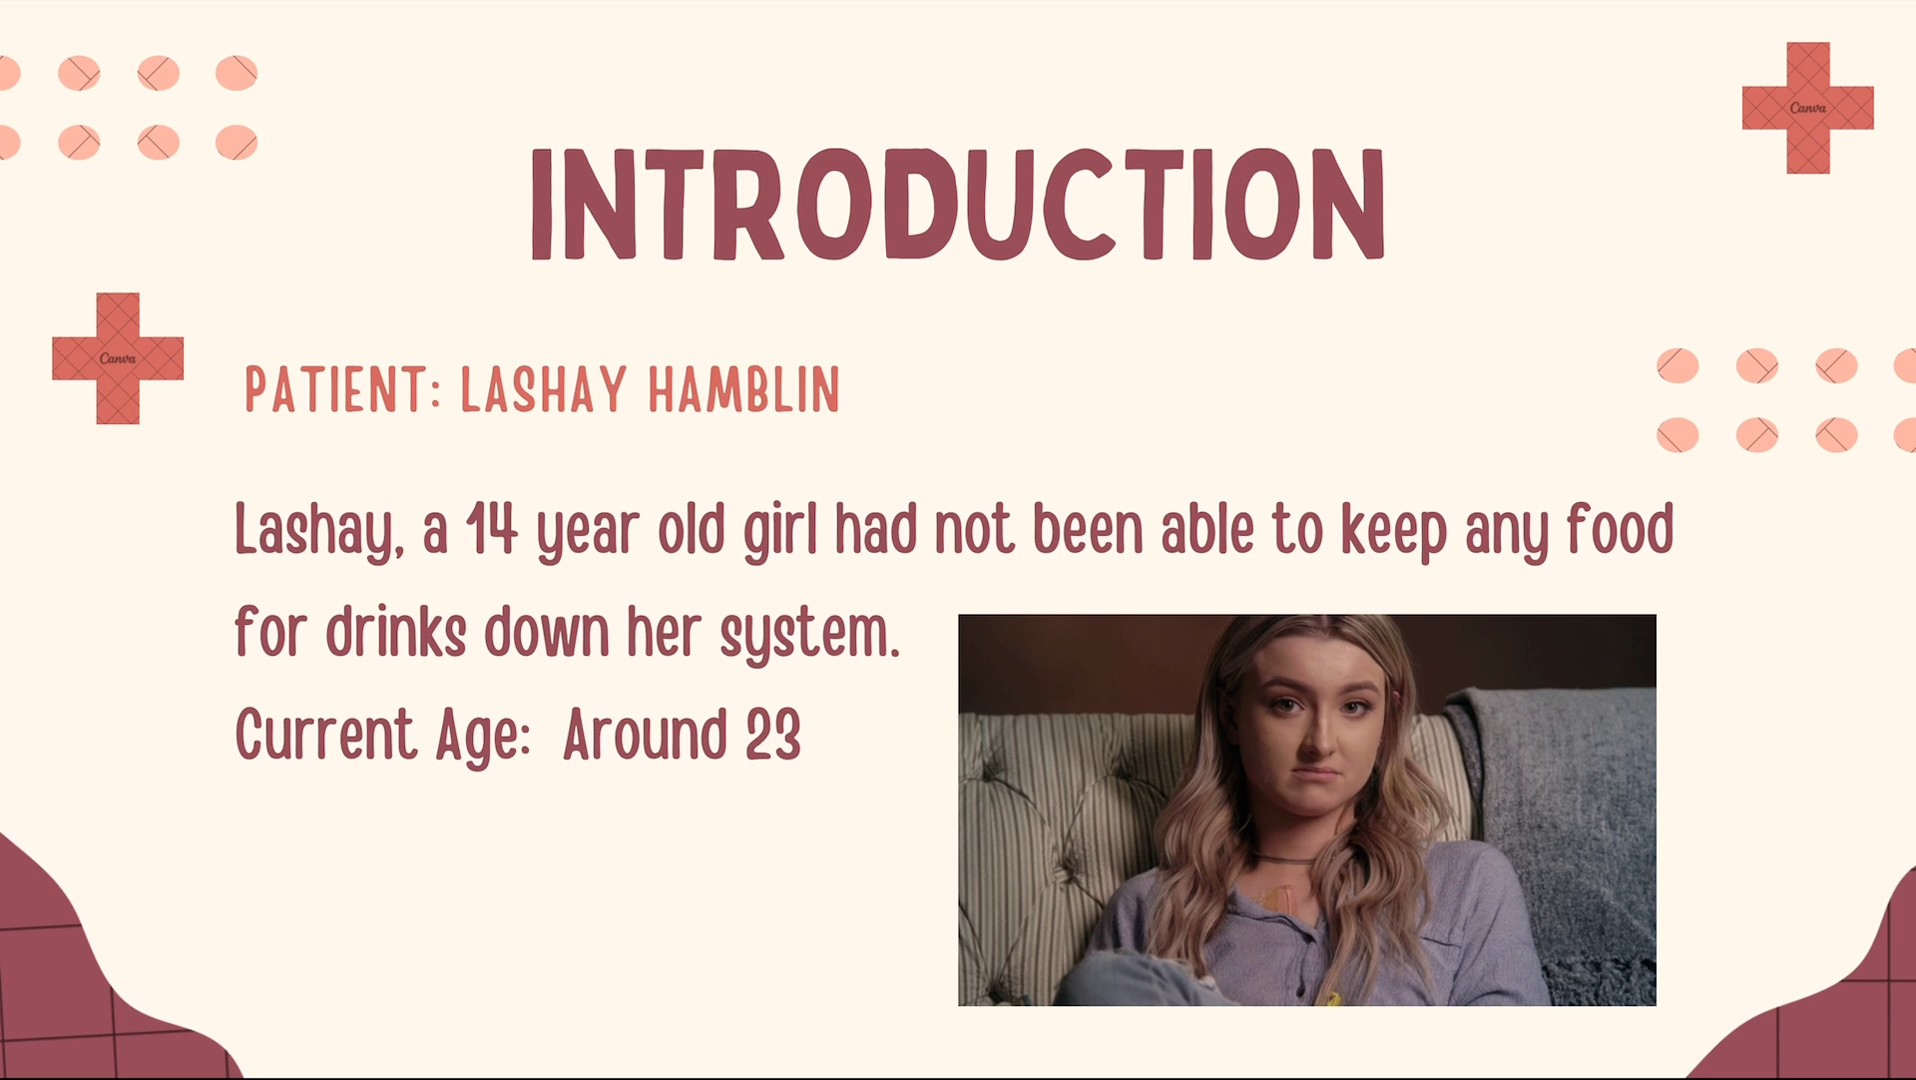 Canva
INTRODUCTION
Canva
PATIENT: LASHAY HAMBLIN
Lashay, a 14 year old girl had not been able to keep any food
for drinks down her system.
Current Age: Around 23